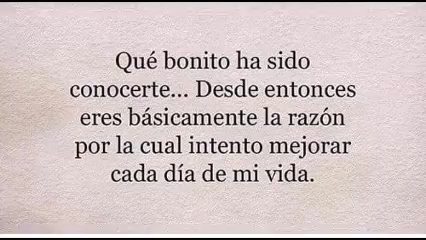 Qué bonito ha sido
conocerte... Desde entonces
eres básicamente la razón
por la cual intento mejorar
cada día de mi vida.